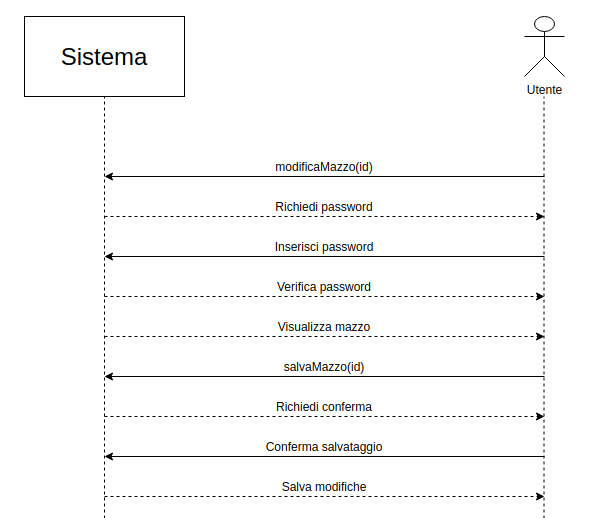 Sistema
Utente
modificaMazzo(id)
Richiedi password
Inserisci password
Verifica password
Visualizza mazzo
salvaMazzo(id)
Richiedi conferma
Conferma salvataggio
Salva modifiche